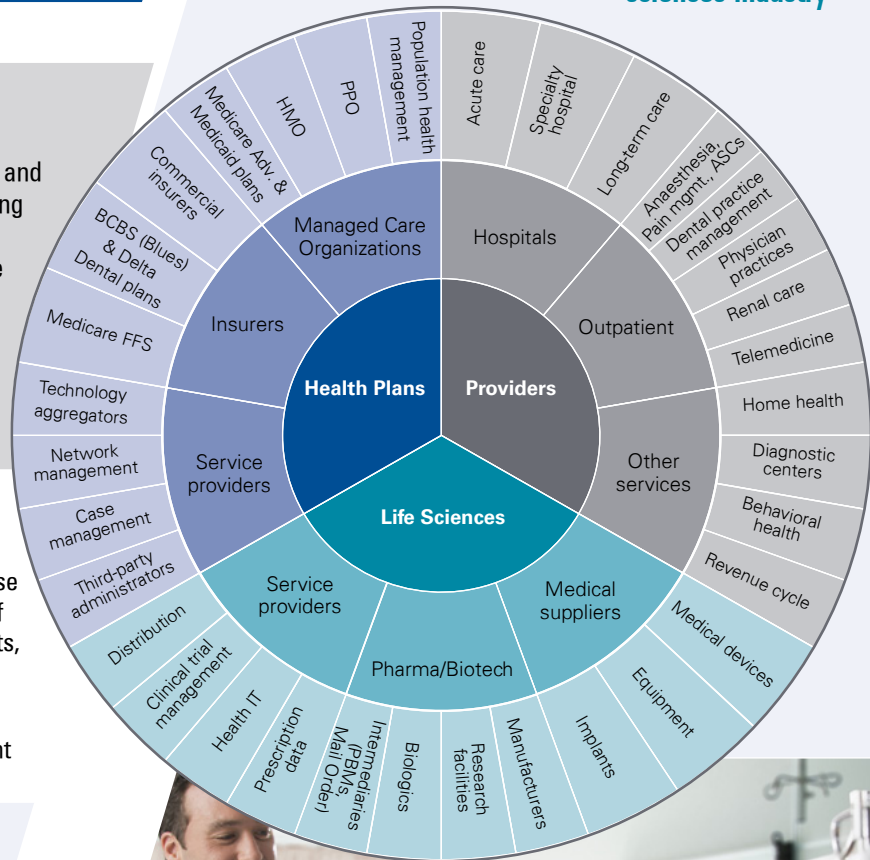 sciences industry
and
ng
e
se
f
ts,
nt
Health Plans
Providers
Life Sciences
Managed Care
Organizations
Insurers
Service
providers
Hospitals
Outpatient
Other
services
Medical
suppliers
Pharma/Biotech
Service
providers
Population health
management
PPO
HMO
Medicare Adv. &
Medicaid plans
Commercial
insurers
BCBS (Blues)
& Delta
Dental plans
Medicare FFS
Technology
aggregators
Network
management
Case
management
Third-party
administrators
Acute care
Specialty
hospital
Long-term care
Anaesthesia,
Pain mgmt., ASCs
Dental practice
management
Physician
practices
Renal care
Telemedicine
Home health
Diagnostic
centers
Behavioral
health
Revenue cycle
Medical devices
Equipment
Implants
Manufacturers
Research
facilities
Biologics
Intermediaries
(PBMs,
Mail Order)
Prescription
data
Health IT
Clinical trial
management
Distribution